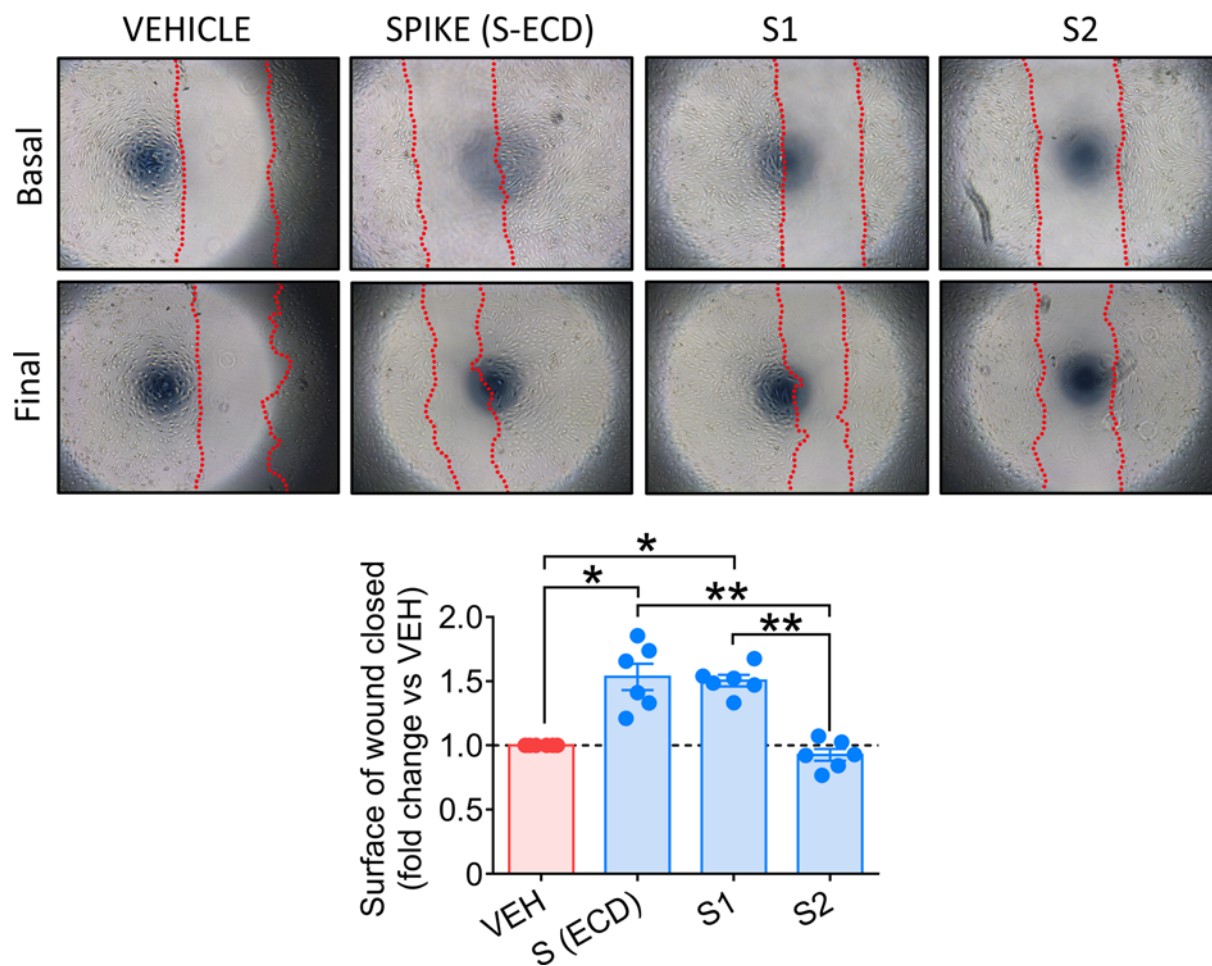 VEHICLE
SPIKE (S-ECD)
S1
S2
Basal
Final
Surface of wound closed
(fold change vs VEH)
*
*
**
**
2.0
1.5
1.0
0.5
0
VEH
S (ECD)
S1
S2